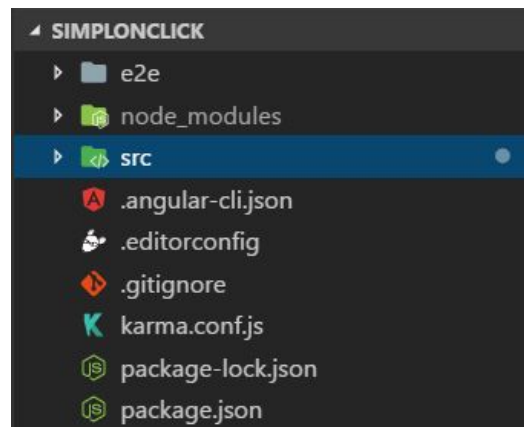 SIMPLONCLICK
e2e
node_modules
src
.angular-cli.json
.editorconfig
.gitignore
karma.conf.js
package-lock.json
package.json